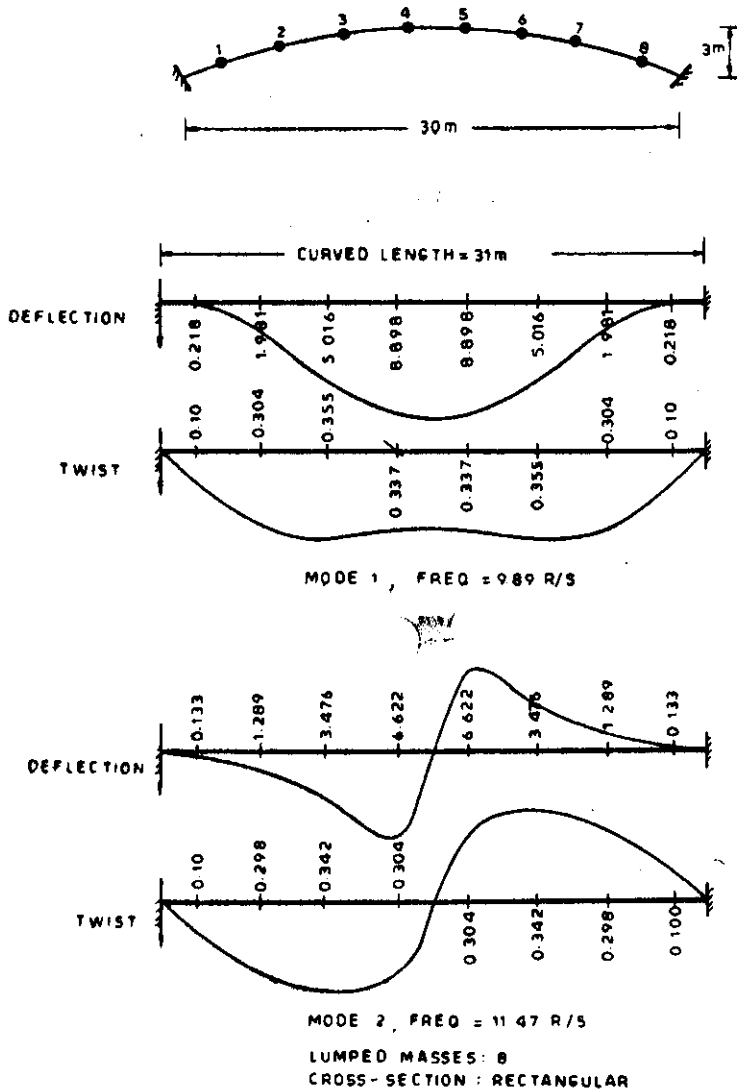 1 2 3 4 5 6 7 8
3m
30m
CURVED LENGTH = 31m
DEFLECTION
0.218 1.981 5.016 8.898 8.898 5.016 1.981 0.218
TWIST
0.10 0.304 0.355 0.337 0.337 0.355 0.304 0.10
MODE 1, FREQ = 9.89 R/S
DEFLECTION
0.133 1.289 3.476 6.622 6.622 3.476 1.289 0.133
TWIST
0.10 0.298 0.342 0.304 0.304 0.342 0.298 0.100
MODE 2, FREQ = 11.47 R/S
LUMPED MASSES: 8
CROSS-SECTION : RECTANGULAR